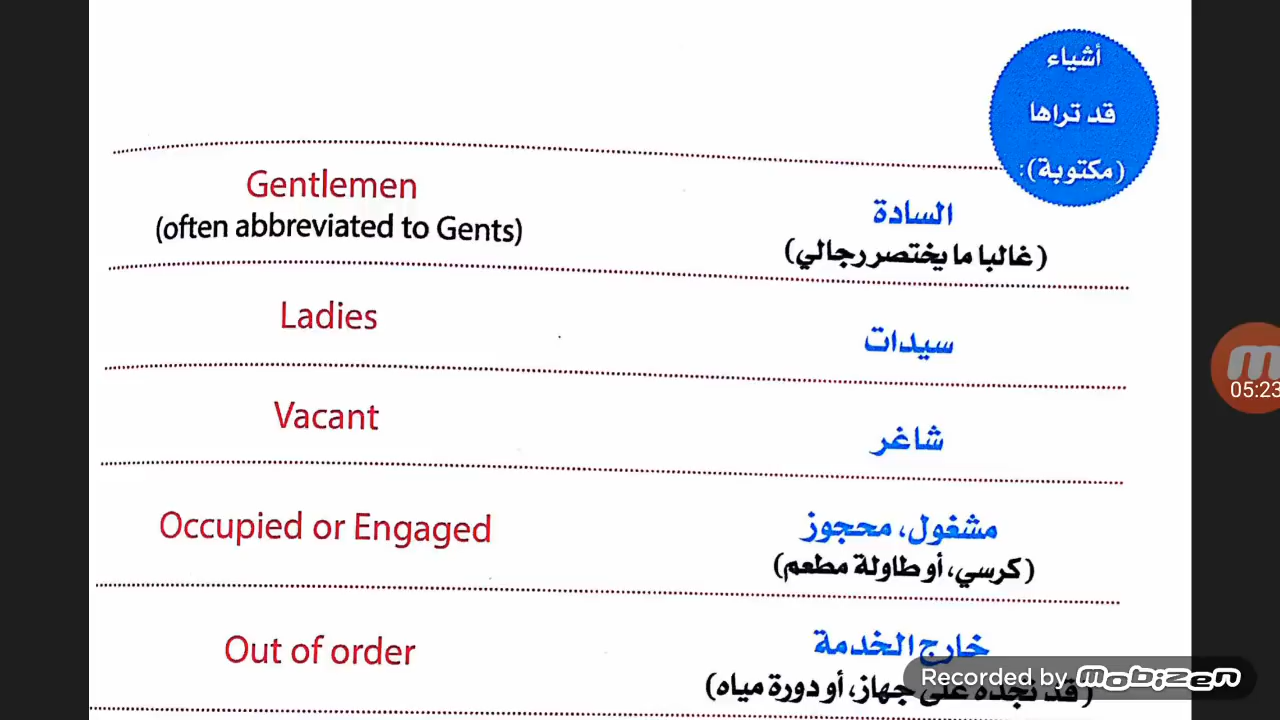 أشياء
قد تراها
(مكتوبة):
Gentlemen
(often abbreviated to Gents)
السادة
(غالبا ما يختصر رجالي)
Ladies
سيدات
Vacant
شاغر
Occupied or Engaged
مشغول، محجوز
(كرسي، أو طاولة مطعم)
Out of order
خارج الخدمة
(قد تجده على جهاز، أو دورة مياه)
05:23
Recorded by mobizen